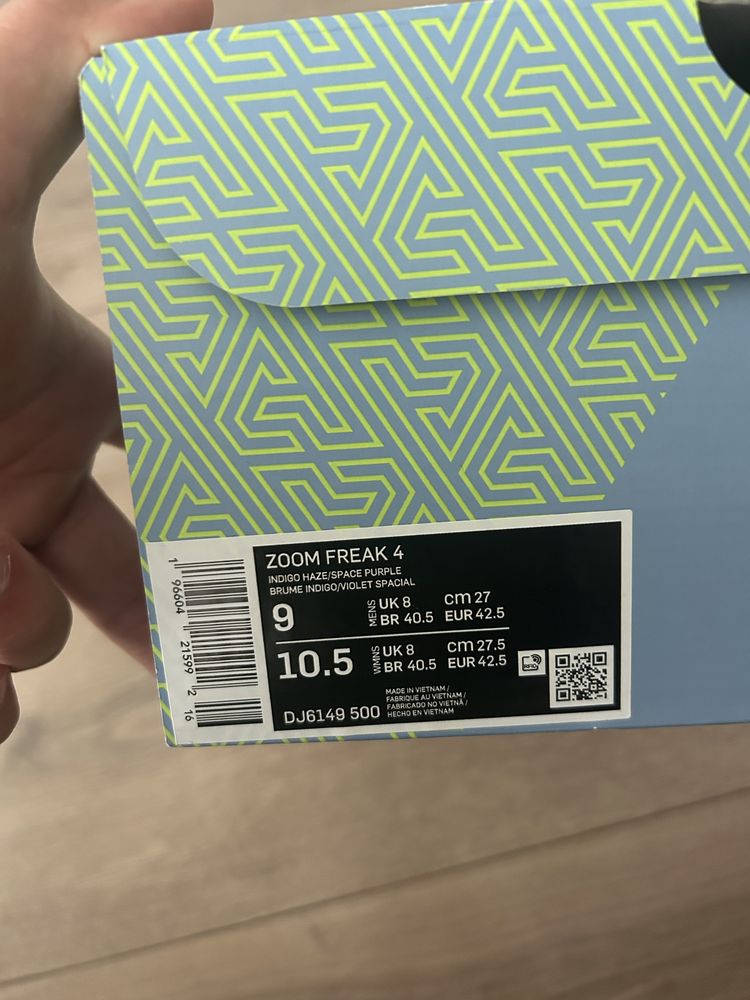 ZOOM FREAK 4
INDIGO HAZE/SPACE PURPLE
BRUME INDIGO/VIOLET SPACIAL
9 MENS UK 8 cm 27
BR 40.5 EUR 42.5
10.5 WMNS UK 8 cm 27.5
BR 40.5 EUR 42.5
RFID
DJ6149 500
MADE IN VIETNAM /
FABRIQUE AU VIETNAM /
FABRICADO NO VIETNÃ /
HECHO EN VIETNAM
1 96604 21599 2 16